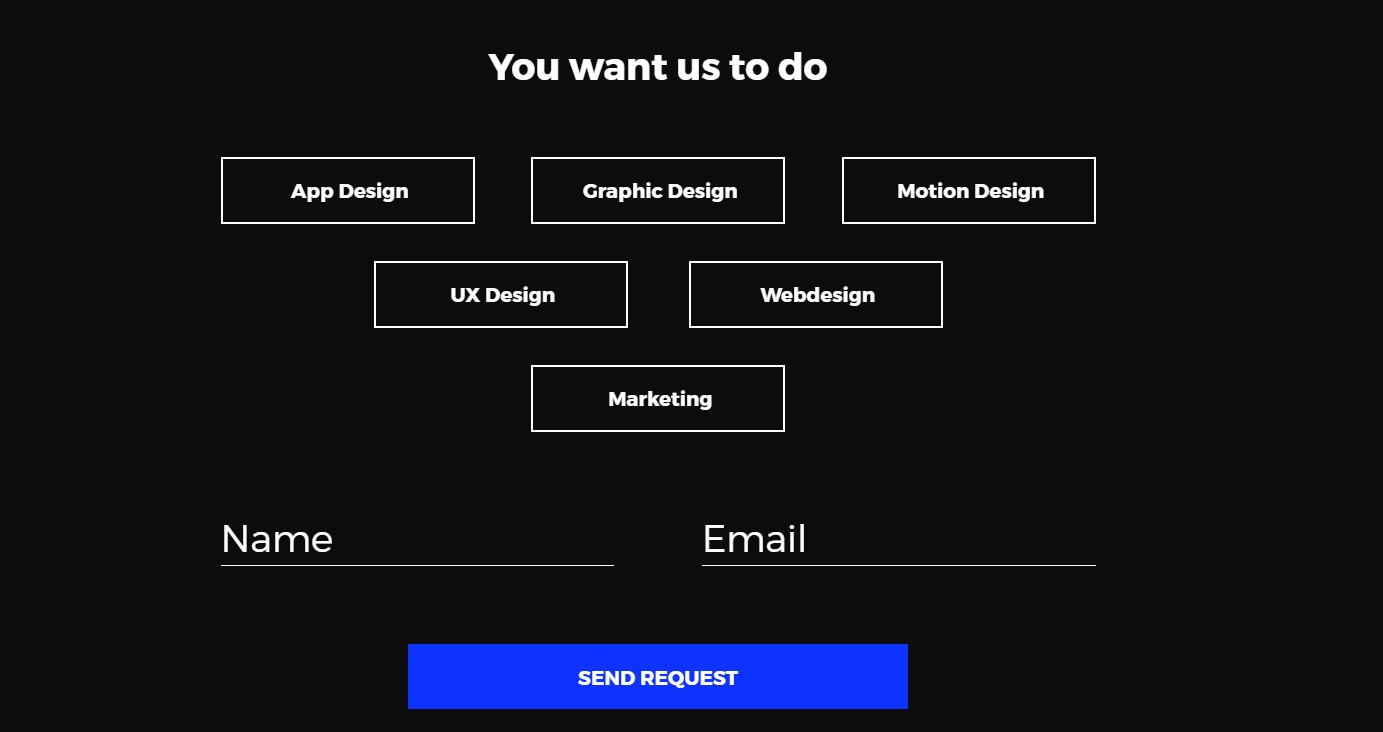 You want us to do
App Design
Graphic Design
Motion Design
UX Design
Webdesign
Marketing
Name
Email
SEND REQUEST